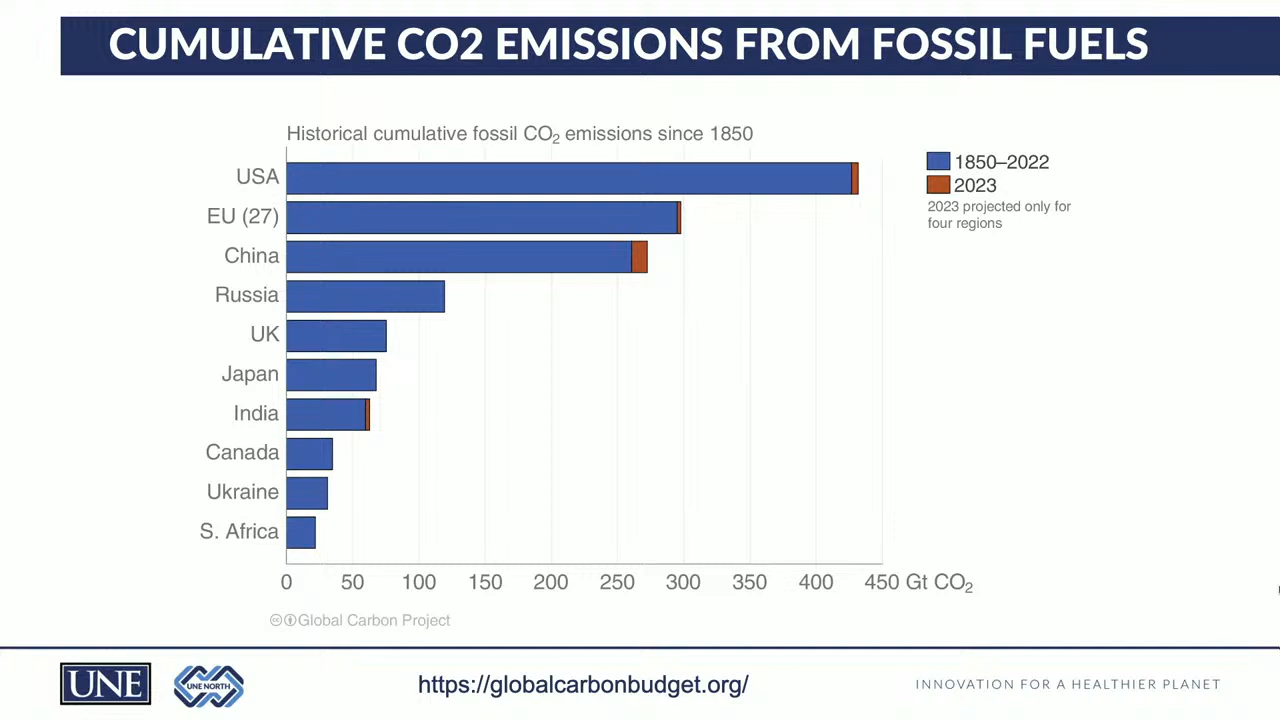 CUMULATIVE CO2 EMISSIONS FROM FOSSIL FUELS
Historical cumulative fossil CO₂ emissions since 1850
1850–2022
2023
2023 projected only for
four regions
USA
EU (27)
China
Russia
UK
Japan
India
Canada
Ukraine
S. Africa
0 50 100 150 200 250 300 350 400 450 Gt CO₂
Global Carbon Project
UNE
UNE NORTH
https://globalcarbonbudget.org/
INNOVATION FOR A HEALTHIER PLANET